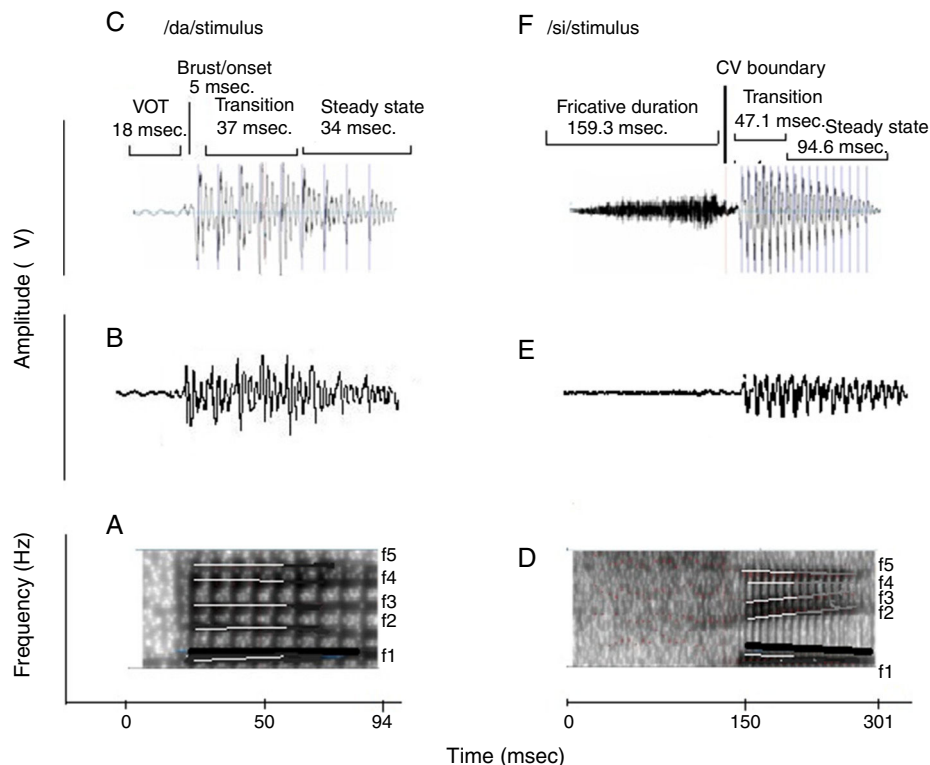 C
/da/stimulus
Brust/onset
5 msec.
VOT
18 msec.
Transition
37 msec.
Steady state
34 msec.
F
/si/stimulus
CV boundary
Fricative duration
159.3 msec.
Transition
47.1 msec.
Steady state
94.6 msec.
Amplitude ( V)
B
E
Frequency (Hz)
A
f5
f4
f3
f2
f1
D
f5
f4
f3
f2
f1
0 50 94
0 150 301
Time (msec)